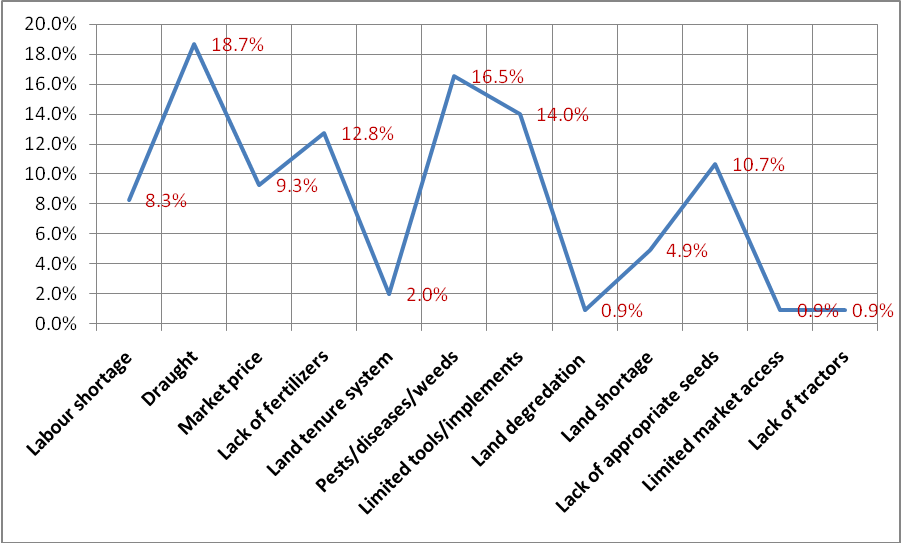 20.0%
18.0%
16.0%
14.0%
12.0%
10.0%
8.0%
6.0%
4.0%
2.0%
0.0%
8.3%
18.7%
9.3%
12.8%
2.0%
16.5%
14.0%
0.9%
4.9%
10.7%
0.9%
0.9%
Labour shortage
Draught
Market price
Lack of fertilizers
Land tenure system
Pests/diseases/weeds
Limited tools/implements
Land degredation
Land shortage
Lack of appropriate seeds
Limited market access
Lack of tractors